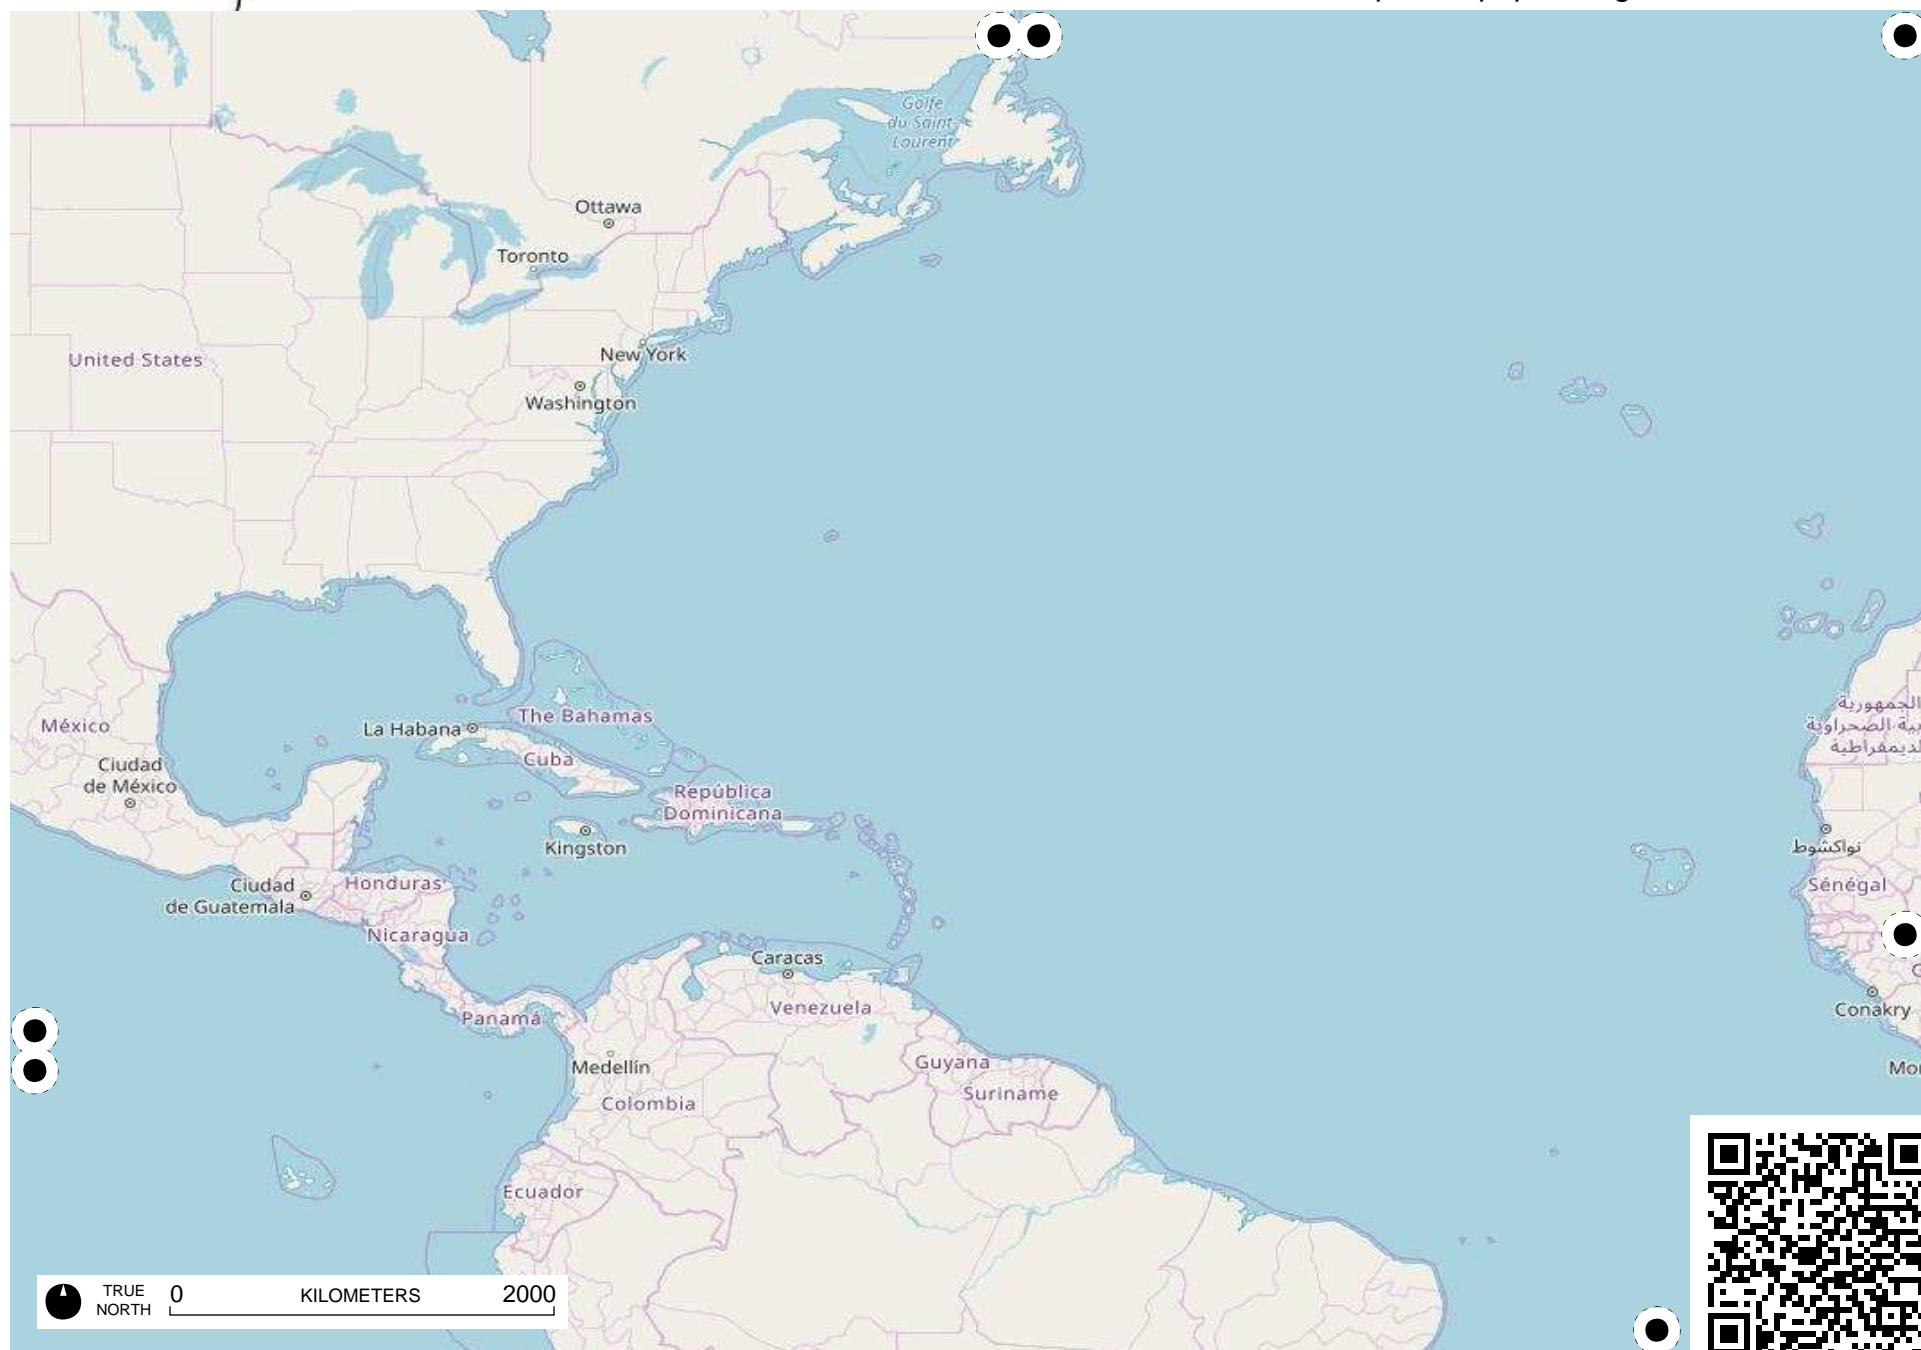 Golfe
du Saint-
Laurent
Ottawa
Toronto
United States
New York
Washington
México
La Habana
The Bahamas
Ciudad
de México
Cuba
República
Dominicana
Kingston
الجمهورية
الصحراوية
نواكشوط
Sénégal
Ciudad
de Guatemala
Honduras
Nicaragua
Caracas
Venezuela
Panamá
Conakry
Medellín
Guyana
Colombia
Suriname
Ecuador
TRUE
NORTH
0 KILOMETERS 2000